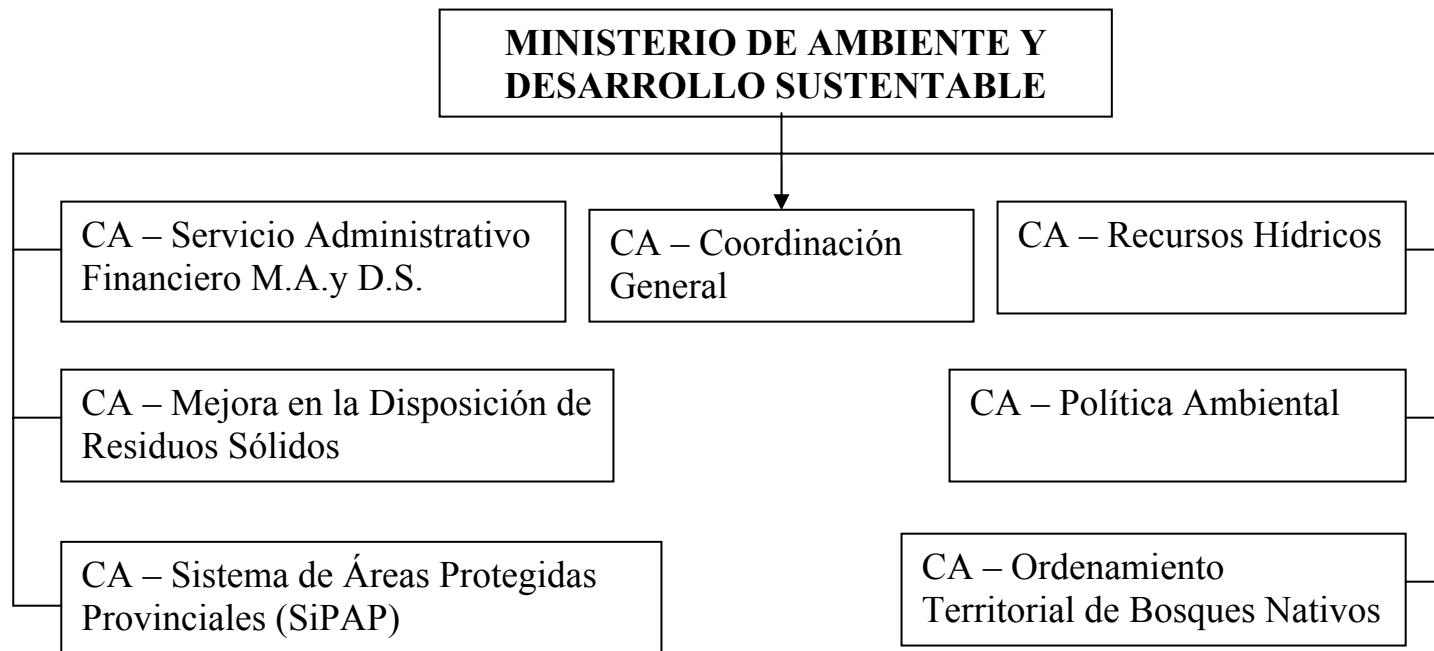 MINISTERIO DE AMBIENTE Y
DESARROLLO SUSTENTABLE
CA – Servicio Administrativo
Financiero M.A.y D.S.
CA – Coordinación
General
CA – Recursos Hídricos
CA – Mejora en la Disposición de
Residuos Sólidos
CA – Política Ambiental
CA – Sistema de Áreas Protegidas
Provinciales (SiPAP)
CA – Ordenamiento
Territorial de Bosques Nativos